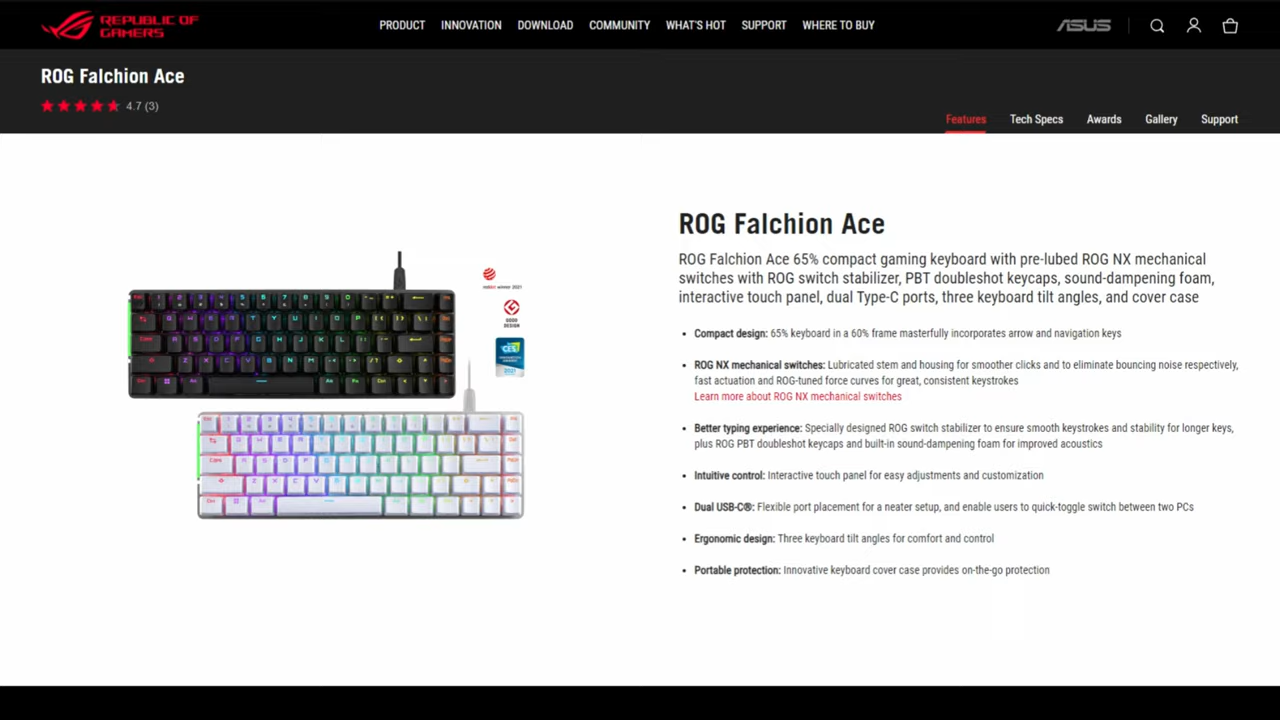 REPUBLIC OF
GAMERS
PRODUCT INNOVATION DOWNLOAD COMMUNITY WHAT'S HOT SUPPORT WHERE TO BUY
ASUS
ROG Falchion Ace
4.7 (3)
Features Tech Specs Awards Gallery Support
ROG Falchion Ace
ROG Falchion Ace 65% compact gaming keyboard with pre-lubed ROG NX mechanical
switches with ROG switch stabilizer, PBT doubleshot keycaps, sound-dampening foam,
interactive touch panel, dual Type-C ports, three keyboard tilt angles, and cover case
reddot winner 2021
GOOD
DESIGN
CES
2021
• Compact design: 65% keyboard in a 60% frame masterfully incorporates arrow and navigation keys
• ROG NX mechanical switches: Lubricated stem and housing for smoother clicks and to eliminate bouncing noise respectively,
fast actuation and ROG-tuned force curves for great, consistent keystrokes
Learn more about ROG NX mechanical switches
• Better typing experience: Specially designed ROG switch stabilizer to ensure smooth keystrokes and stability for longer keys,
plus ROG PBT doubleshot keycaps and built-in sound-dampening foam for improved acoustics
• Intuitive control: Interactive touch panel for easy adjustments and customization
• Dual USB-C®: Flexible port placement for a neater setup, and enable users to quick-toggle switch between two PCs
• Ergonomic design: Three keyboard tilt angles for comfort and control
• Portable protection: Innovative keyboard cover case provides on-the-go protection